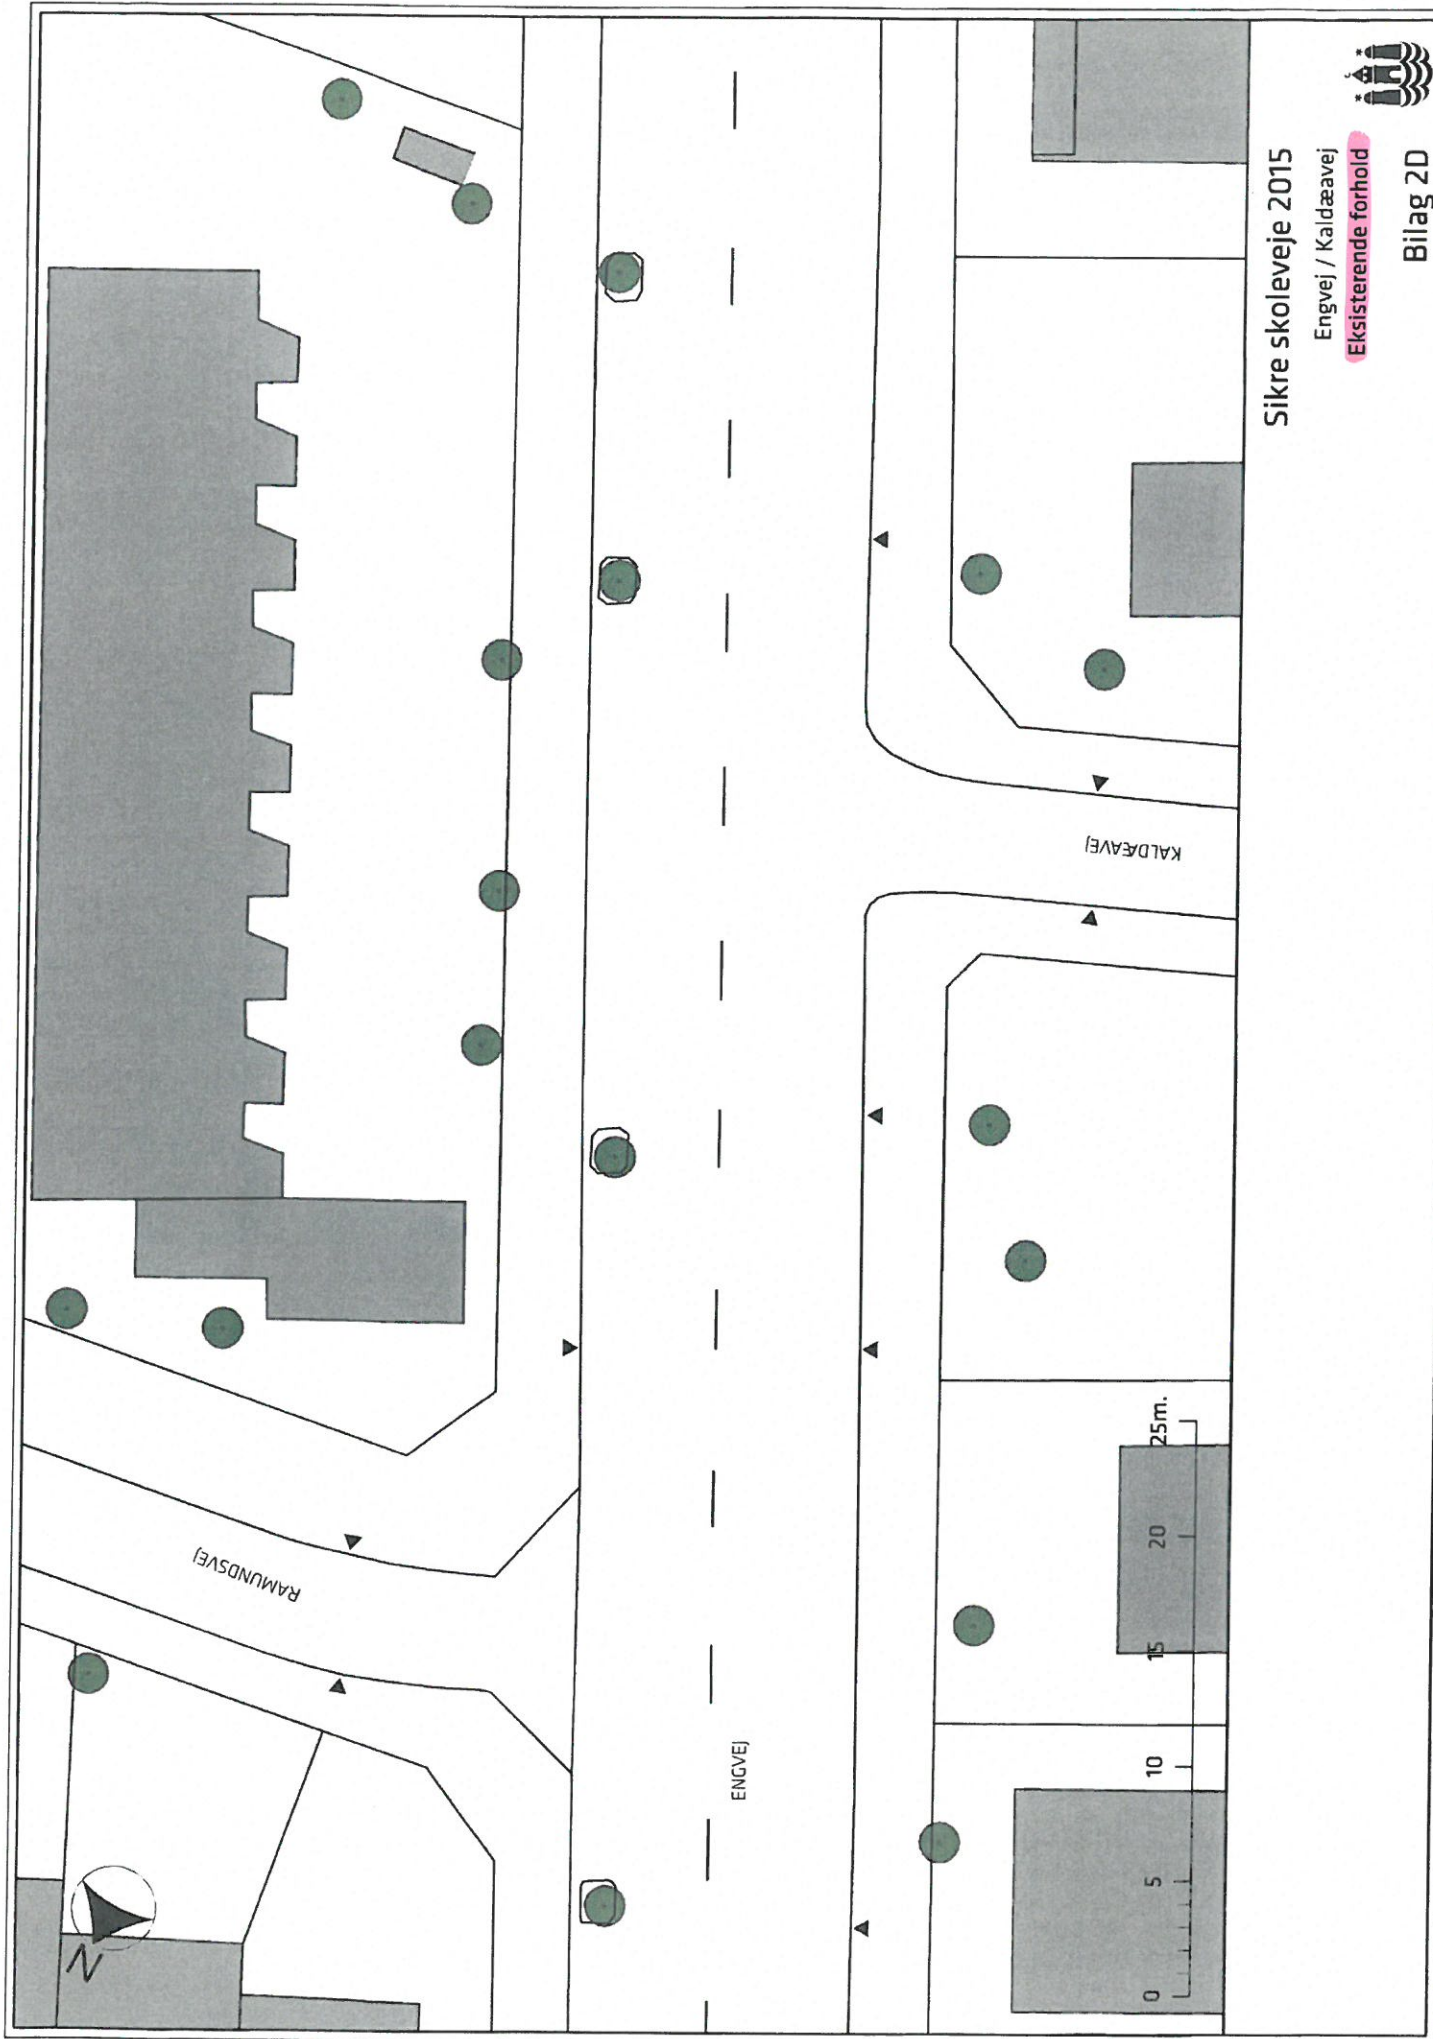 Sikre skoleveje 2015
Engvej / Kaldæavej
Eksisterende forhold
Bilag 2D
RAMUNDSVEJ
ENGVEJ
KALDÆAVEJ
N
0 5 10 15 20 25m.